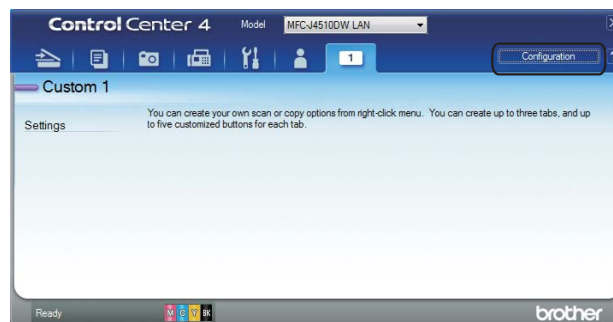 Control Center 4 Model MFC-J4510DW LAN
1 Configuration
Custom 1
Settings
You can create your own scan or copy options from right-click menu. You can create up to three tabs, and up
to five customized buttons for each tab.
Ready M C Y BK brother